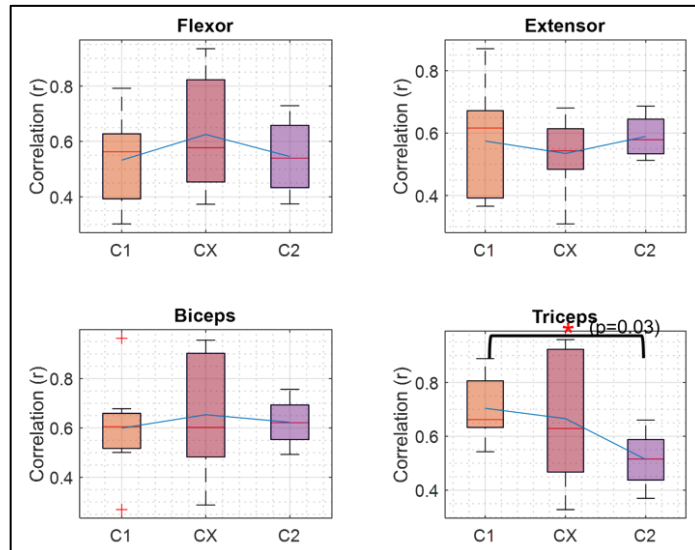 Flexor
Correlation (r)
0.8
0.6
0.4
C1 CX C2
Extensor
Correlation (r)
0.8
0.6
0.4
C1 CX C2
Biceps
Correlation (r)
0.8
0.6
0.4
C1 CX C2
Triceps
* (p=0.03)
Correlation (r)
0.8
0.6
0.4
C1 CX C2